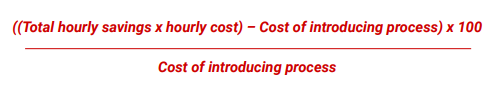 ((Total hourly savings x hourly cost) – Cost of introducing process) x 100
Cost of introducing process